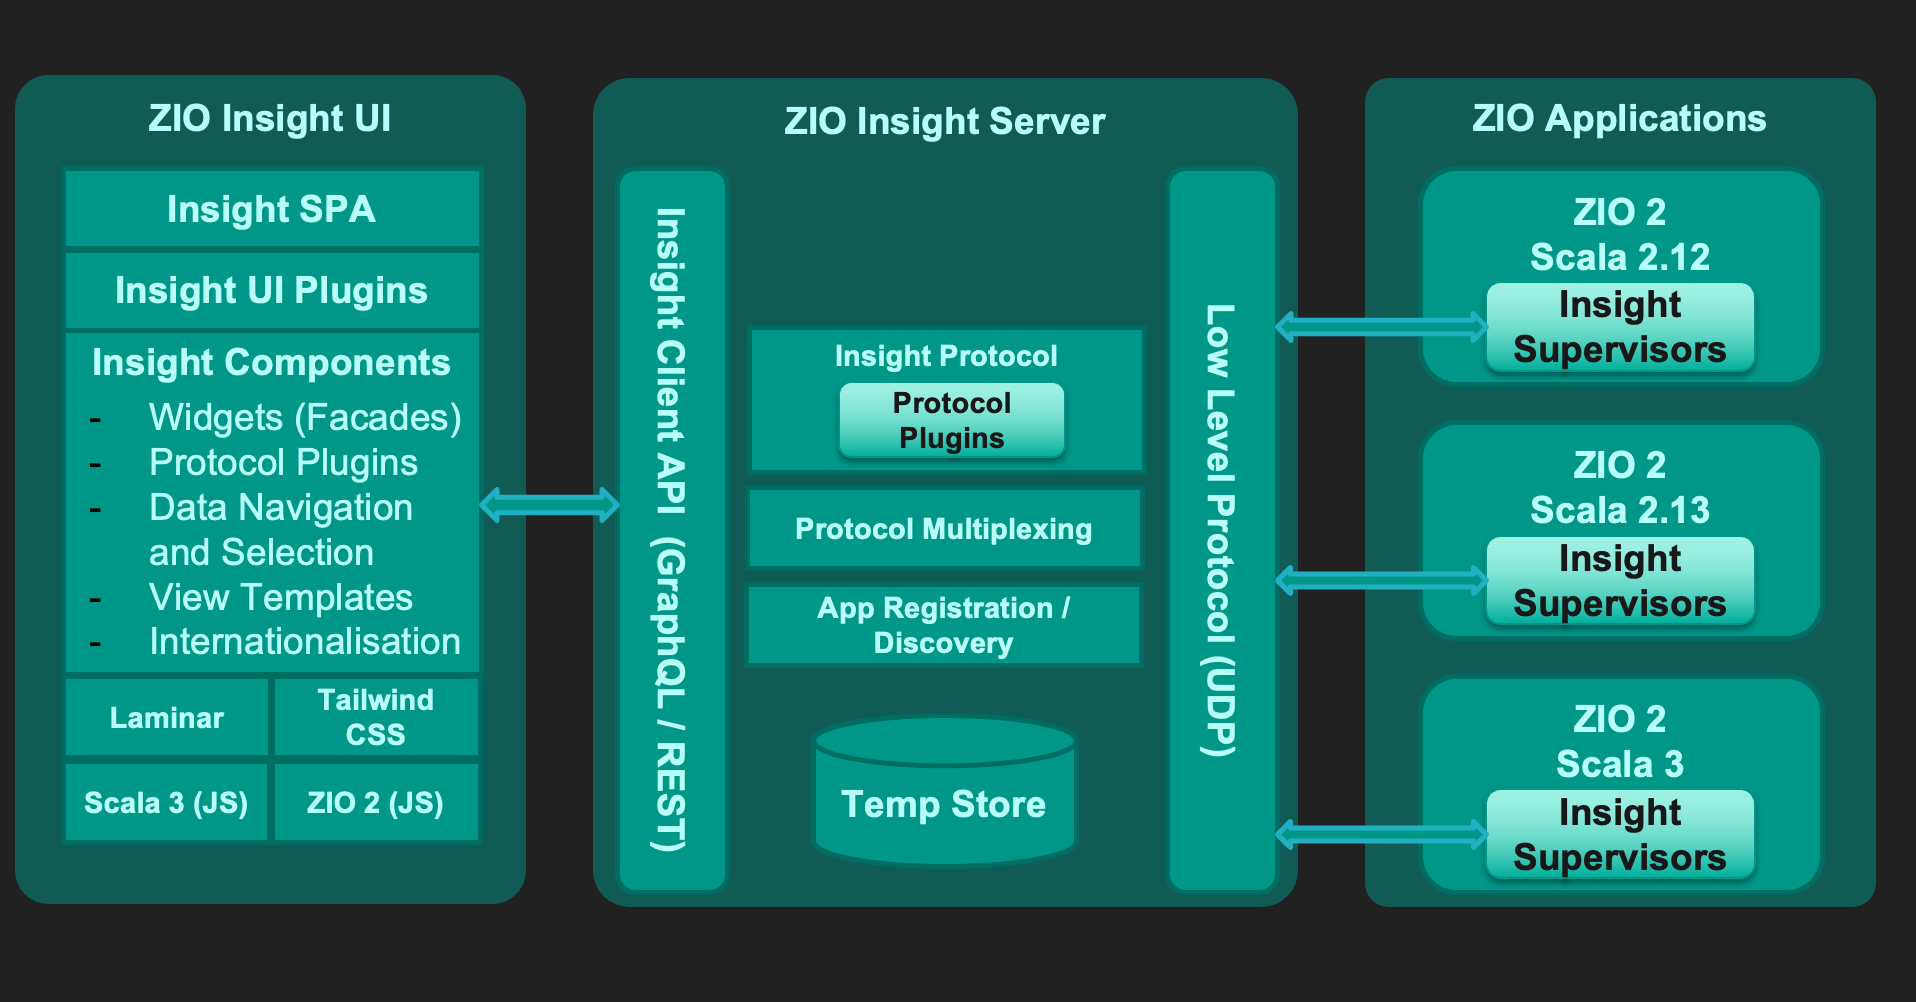 ZIO Insight UI
Insight SPA
Insight UI Plugins
Insight Components
- Widgets (Facades)
- Protocol Plugins
- Data Navigation
and Selection
- View Templates
- Internationalisation
Laminar
Tailwind
CSS
Scala 3 (JS)
ZIO 2 (JS)
ZIO Insight Server
Insight Client API (GraphQL / REST)
Insight Protocol
Protocol
Plugins
Protocol Multiplexing
App Registration /
Discovery
Temp Store
Low Level Protocol (UDP)
ZIO Applications
ZIO 2
Scala 2.12
Insight
Supervisors
ZIO 2
Scala 2.13
Insight
Supervisors
ZIO 2
Scala 3
Insight
Supervisors